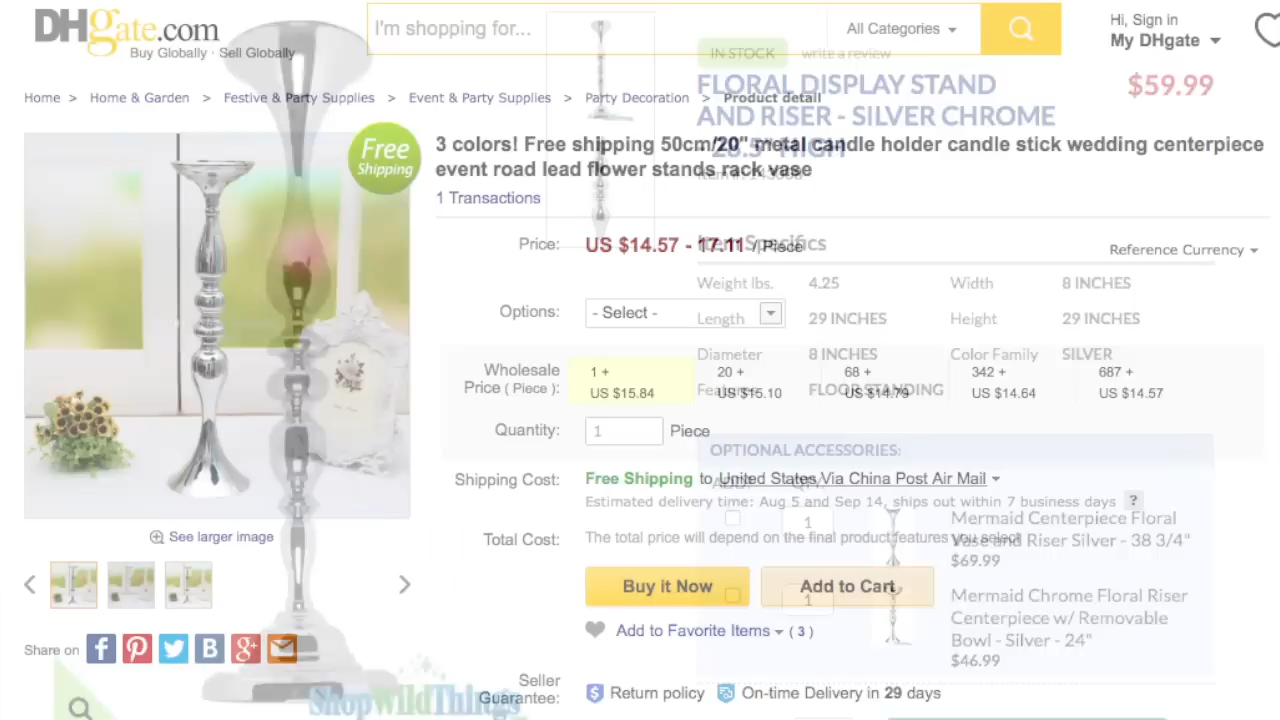 DHgate.com
Buy Globally · Sell Globally
I'm shopping for...
All Categories
Hi, Sign in
My DHgate
IN STOCK write a review
FLORAL DISPLAY STAND
AND RISER - SILVER CHROME
$59.99
Home > Home & Garden > Festive & Party Supplies > Event & Party Supplies > Party Decoration > Product detail
Free
Shipping
3 colors! Free shipping 50cm/20" metal candle holder candle stick wedding centerpiece
event road lead flower stands rack vase
1 Transactions
Price: US $14.57 - 17.11 / Piece
Item Specifics
Reference Currency
Weight lbs. 4.25 Width 8 INCHES
Options: - Select -
Length 29 INCHES Height 29 INCHES
Diameter 8 INCHES Color Family SILVER
Wholesale
Price ( Piece ):
1 + 20 + 68 + 342 + 687 +
US $15.84 US $15.10 US $14.79 US $14.64 US $14.57
FLOOR STANDING
Quantity: 1 Piece
OPTIONAL ACCESSORIES:
Shipping Cost: Free Shipping to United States Via China Post Air Mail
Estimated delivery time: Aug 5 and Sep 14, ships out within 7 business days ?
1
Mermaid Centerpiece Floral
Vase and Riser Silver - 38 3/4"
$69.99
See larger image
Total Cost: The total price will depend on the final product features you select
Buy it Now Add to Cart
1
Mermaid Chrome Floral Riser
Centerpiece w/ Removable
Bowl - Silver - 24"
$46.99
Add to Favorite Items ( 3 )
Share on
Seller
Guarantee: Return policy On-time Delivery in 29 days
ShopWildThings